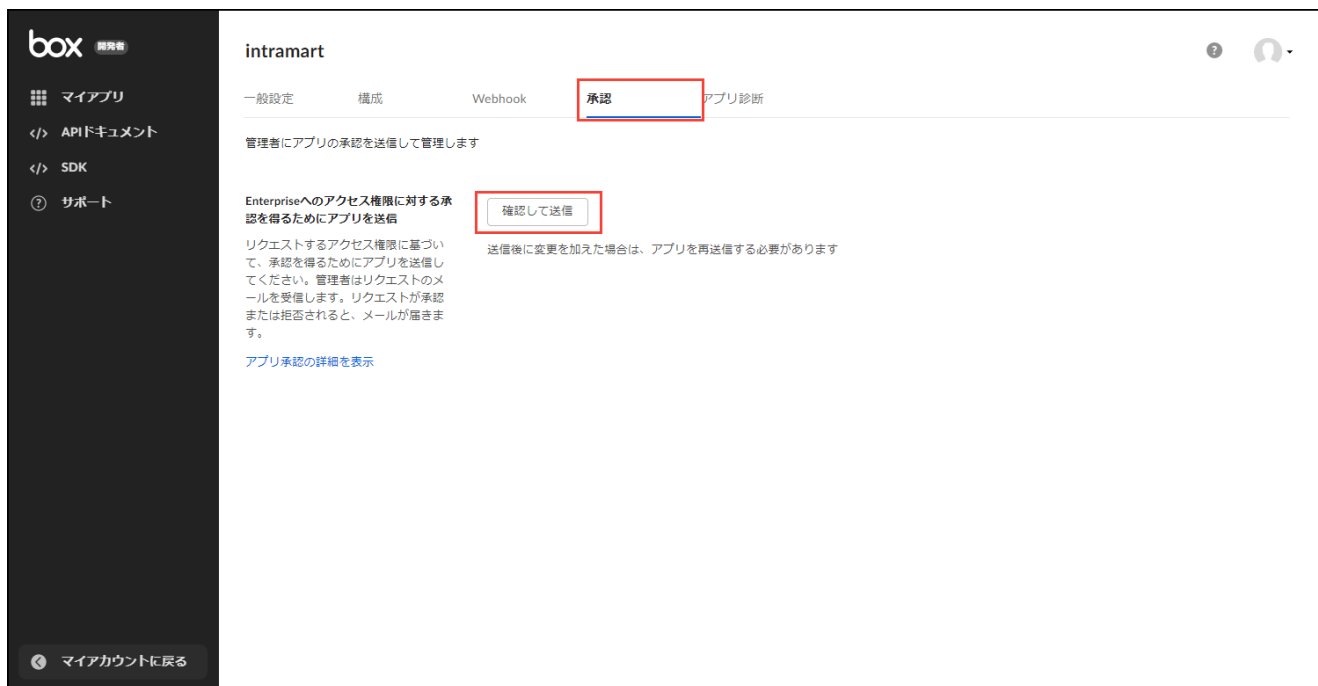 box 開発者
マイアプリ
APIドキュメント
SDK
サポート
マイアカウントに戻る
intramart
一般設定 構成 Webhook 承認 アプリ診断
管理者にアプリの承認を送信して管理します
Enterpriseへのアクセス権限に対する承
認を得るためにアプリを送信
リクエストするアクセス権限に基づい
て、承認を得るためにアプリを送信し
てください。管理者はリクエストのメ
ールを受信します。リクエストが承認
または拒否されると、メールが届きま
す。
アプリ承認の詳細を表示
確認して送信
送信後に変更を加えた場合は、アプリを再送信する必要があります